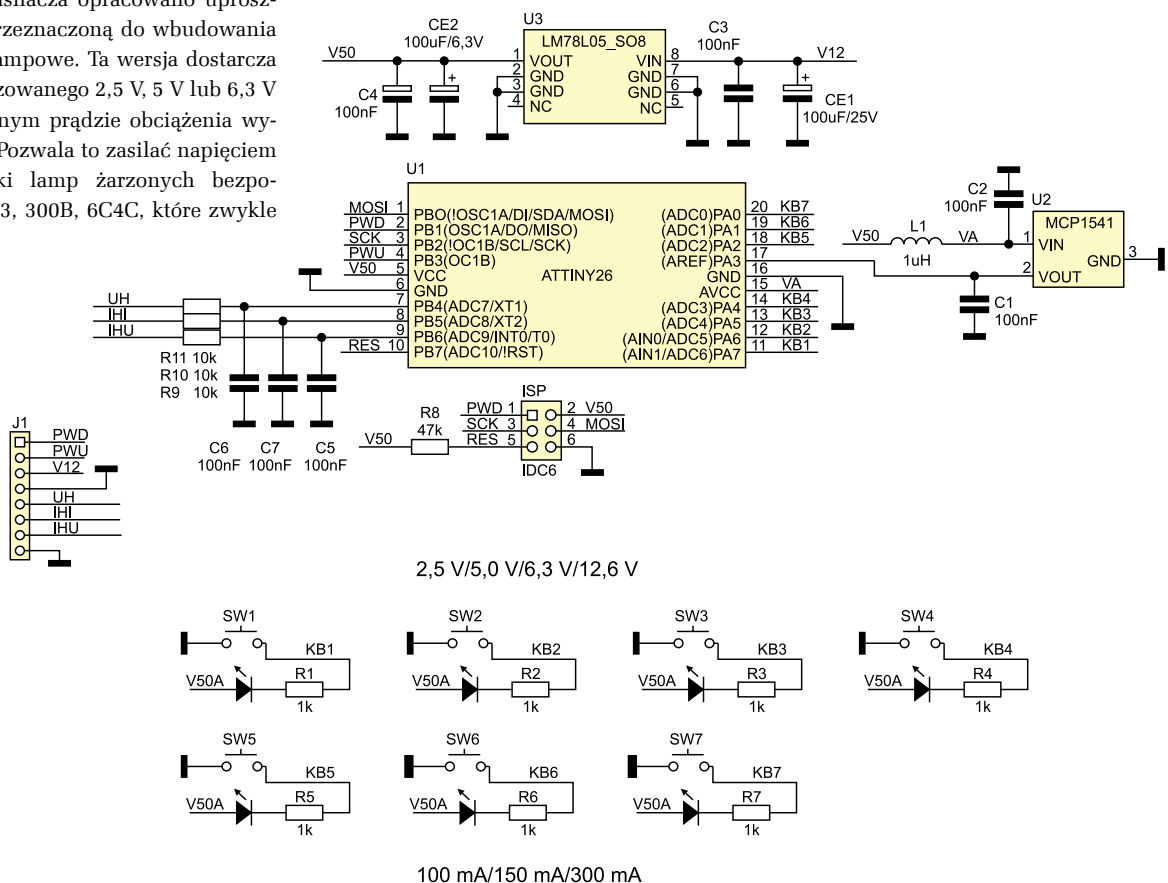 silacza opracowano uprosz-
rzeznaczoną do wbudowania
mpowe. Ta wersja dostarcza
zowanego 2,5 V, 5 V lub 6,3 V
nym prądzie obciążenia wy-
Pozwala to zasilać napięciem
ki lamp żarzonych bezpo-
3, 300B, 6C4C, które zwykle
U3
LM78L05_SO8
CE2
100uF/6,3V
C3
100nF
V50
V12
1 VOUT VIN 8
2 GND GND 7
3 GND GND 6
4 NC NC 5
C4
100nF
CE1
100uF/25V
U1
ATTINY26
MOSI 1 PBO(!OSC1A/DI/SDA/MOSI)
PWD 2 PB1(OSC1A/DO/MISO)
SCK 3 PB2(!OC1B/SCL/SCK)
PWU 4 PB3(OC1B)
V50 5 VCC
6 GND
7 PB4(ADC7/XT1)
8 PB5(ADC8/XT2)
9 PB6(ADC9/INT0/T0)
RES 10 PB7(ADC10/!RST)
(ADC0)PA0 20 KB7
(ADC1)PA1 19 KB6
(ADC2)PA2 18 KB5
(AREF)PA3 17
GND 16
AVCC 15 VA
(ADC3)PA4 14 KB4
(ADC4)PA5 13 KB3
(AIN0/ADC5)PA6 12 KB2
(AIN1/ADC6)PA7 11 KB1
UH
IHI
IHU
R11 10k
R10 10k
R9 10k
C6
100nF
C7
100nF
C5
100nF
V50
L1
1uH
VA
C2
100nF
U2
MCP1541
1 VIN
2 VOUT
GND 3
C1
100nF
ISP
PWD 1 2 V50
SCK 3 4 MOSI
RES 5 6
IDC6
V50
R8
47k
J1
PWD
PWU
V12
UH
IHI
IHU
2,5 V/5,0 V/6,3 V/12,6 V
SW1
KB1
V50A
R1
1k
SW2
KB2
V50A
R2
1k
SW3
KB3
V50A
R3
1k
SW4
KB4
V50A
R4
1k
SW5
KB5
V50A
R5
1k
SW6
KB6
V50A
R6
1k
SW7
KB7
V50A
R7
1k
100 mA/150 mA/300 mA